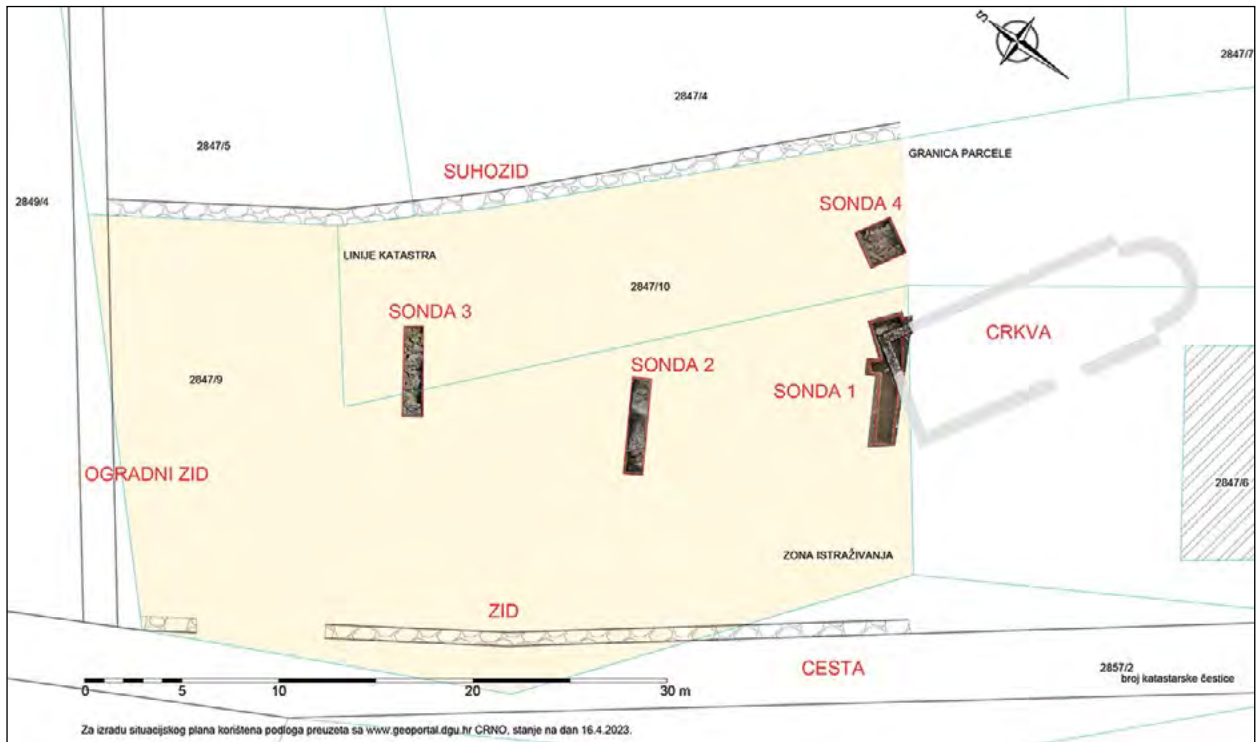 S
2847/7
2847/4
2847/5
GRANICA PARCELE
SUHOZID
2849/4
SONDA 4
LINIJE KATASTRA
2847/10
SONDA 3
CRKVA
SONDA 2
2847/9
SONDA 1
OGRADNI ZID
2847/6
ZONA ISTRAŽIVANJA
ZID
CESTA
2857/2
broj katastarske čestice
0 5 10 20 30 m
Za izradu situacijskog plana korištena podloga preuzeta sa www.geoportal.dgu.hr CRNO, stanje na dan 16.4.2023.